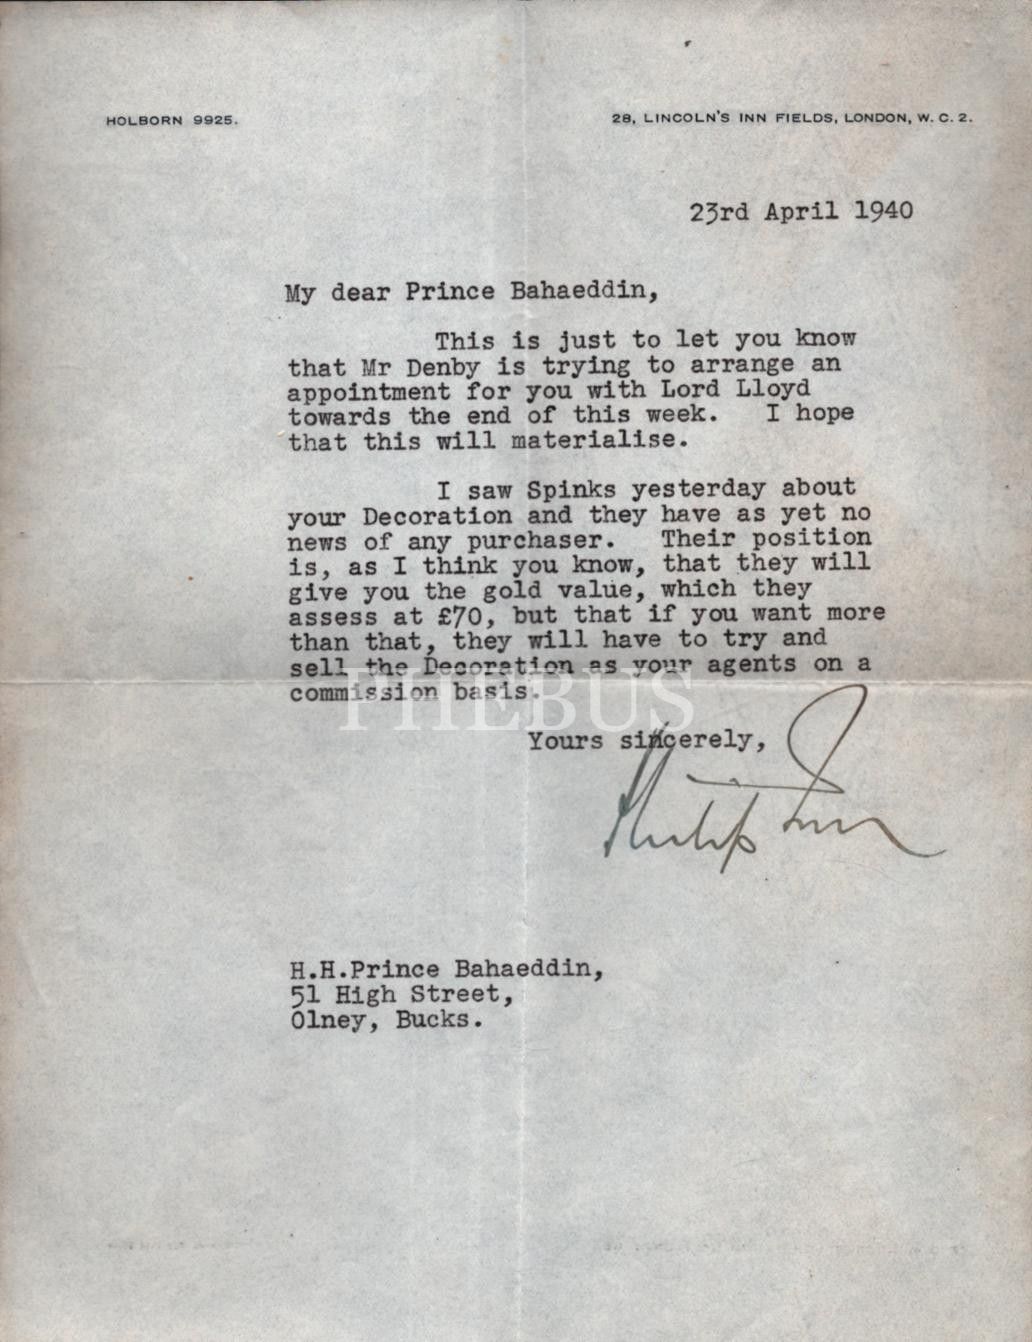 HOLBORN 9925.
28, LINCOLN'S INN FIELDS, LONDON, W.C.2.
23rd April 1940
My dear Prince Bahaeddin,
This is just to let you know
that Mr Denby is trying to arrange an
appointment for you with Lord Lloyd
towards the end of this week. I hope
that this will materialise.
I saw Spinks yesterday about
your Decoration and they have as yet no
news of any purchaser. Their position
is, as I think you know, that they will
give you the gold value, which they
assess at £70, but that if you want more
than that, they will have to try and
sell the Decoration as your agents on a
commission basis.
PHEBUS
Yours sincerely,
Philip
H.H.Prince Bahaeddin,
51 High Street,
Olney, Bucks.